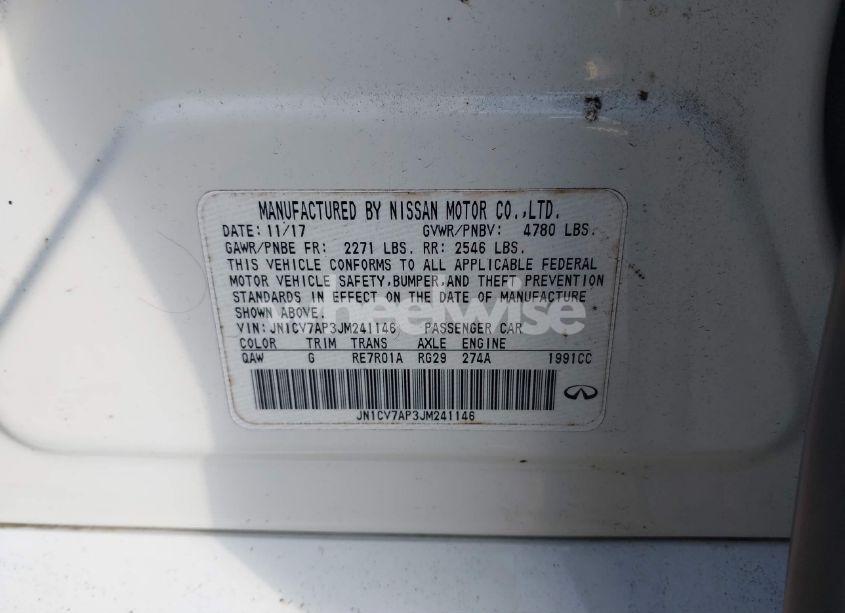 MANUFACTURED BY NISSAN MOTOR CO.,LTD.
DATE: 11/17 GVWR/PNBV: 4780 LBS.
GAWR/PNBE FR: 2271 LBS. RR: 2546 LBS.
THIS VEHICLE CONFORMS TO ALL APPLICABLE FEDERAL
MOTOR VEHICLE SAFETY,BUMPER,AND THEFT PREVENTION
STANDARDS IN EFFECT ON THE DATE OF MANUFACTURE
SHOWN ABOVE.
VIN:JN1CV7AP3JM241146 PASSENGER CAR
COLOR TRIM TRANS AXLE ENGINE
QAW G RE7R01A RG29 274A 1991CC
JN1CV7AP3JM241146